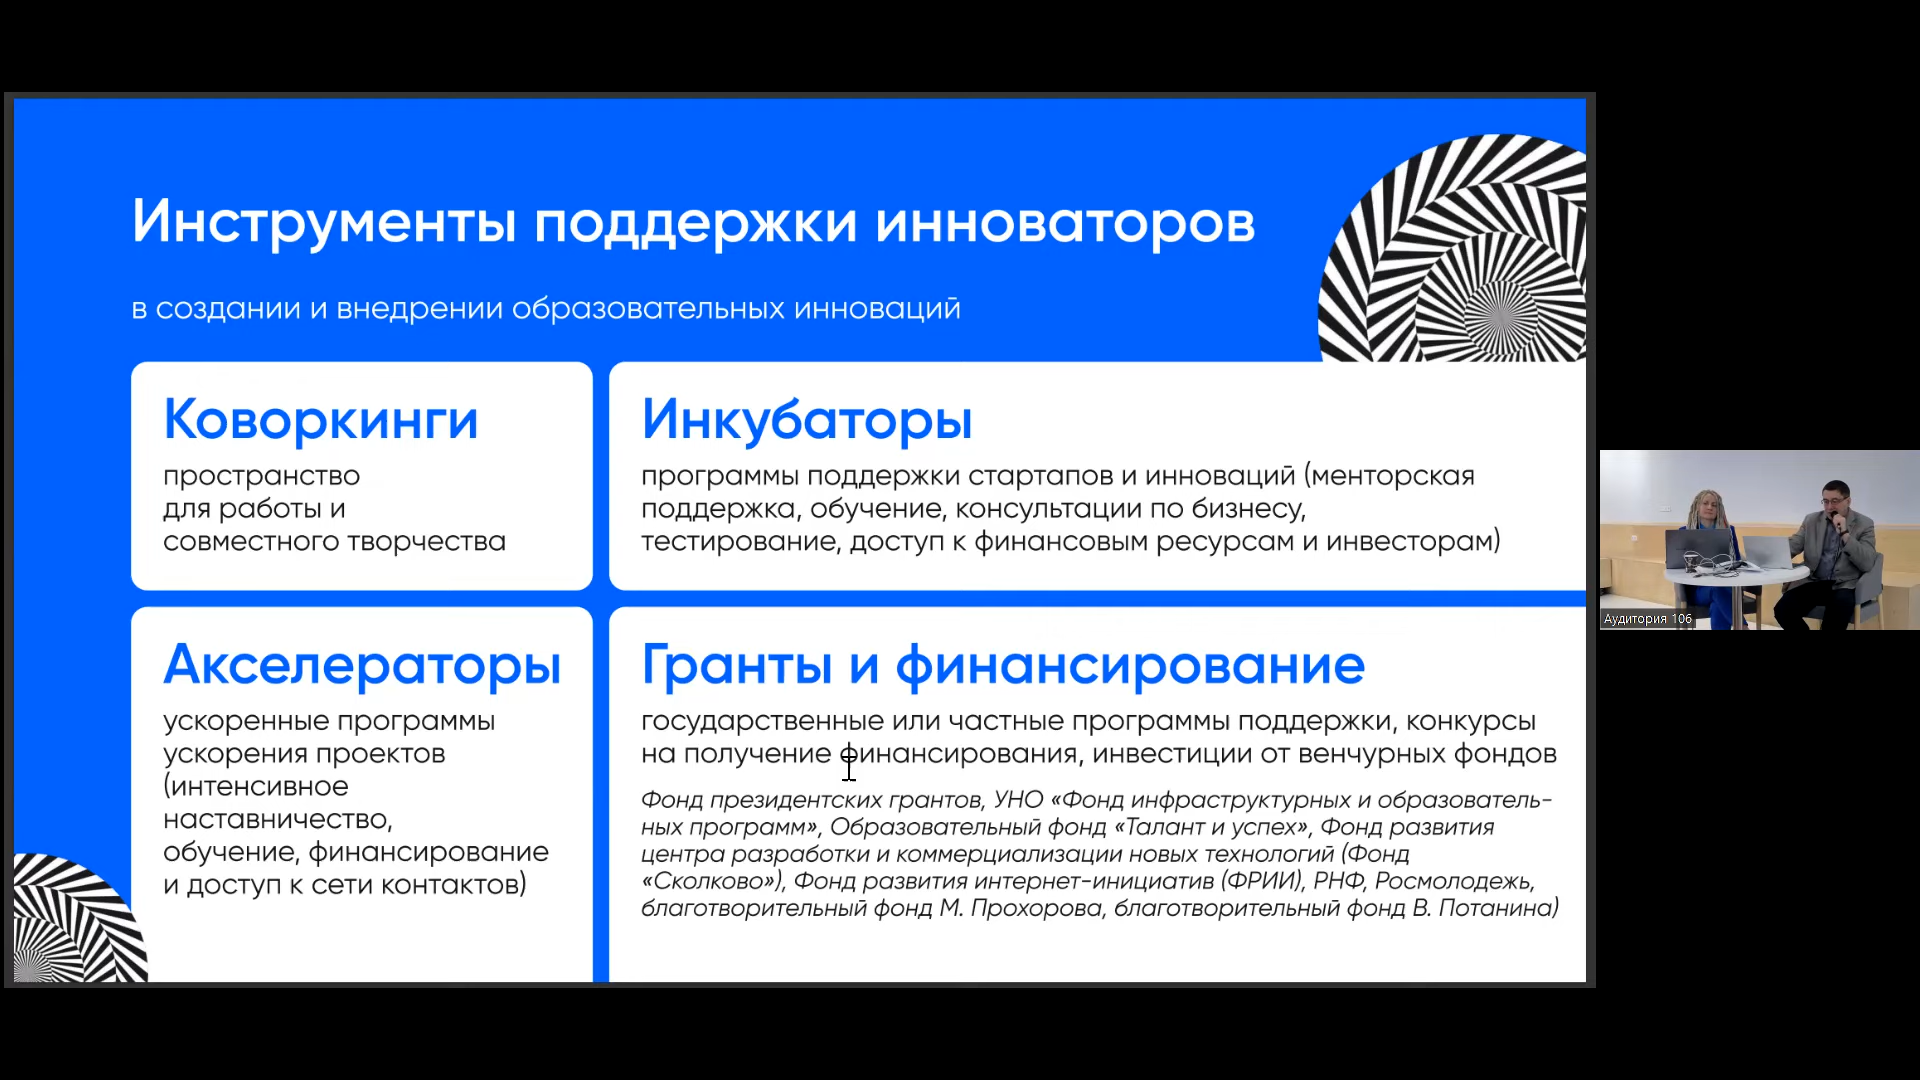 Инструменты поддержки инноваторов
в создании и внедрении образовательных инноваций
Коворкинги
пространство
для работы и
совместного творчества
Инкубаторы
программы поддержки стартапов и инноваций (менторская
поддержка, обучение, консультации по бизнесу,
тестирование, доступ к финансовым ресурсам и инвесторам)
Акселераторы
ускоренные программы
ускорения проектов
(интенсивное
наставничество,
обучение, финансирование
и доступ к сети контактов)
Гранты и финансирование
государственные или частные программы поддержки, конкурсы
на получение финансирования, инвестиции от венчурных фондов
Фонд президентских грантов, УНО «Фонд инфраструктурных и образователь-
ных программ», Образовательный фонд «Талант и успех», Фонд развития
центра разработки и коммерциализации новых технологий (Фонд
«Сколково»), Фонд развития интернет-инициатив (ФРИИ), РНФ, Росмолодежь,
благотворительный фонд М. Прохорова, благотворительный фонд В. Потанина)
Аудитория 106